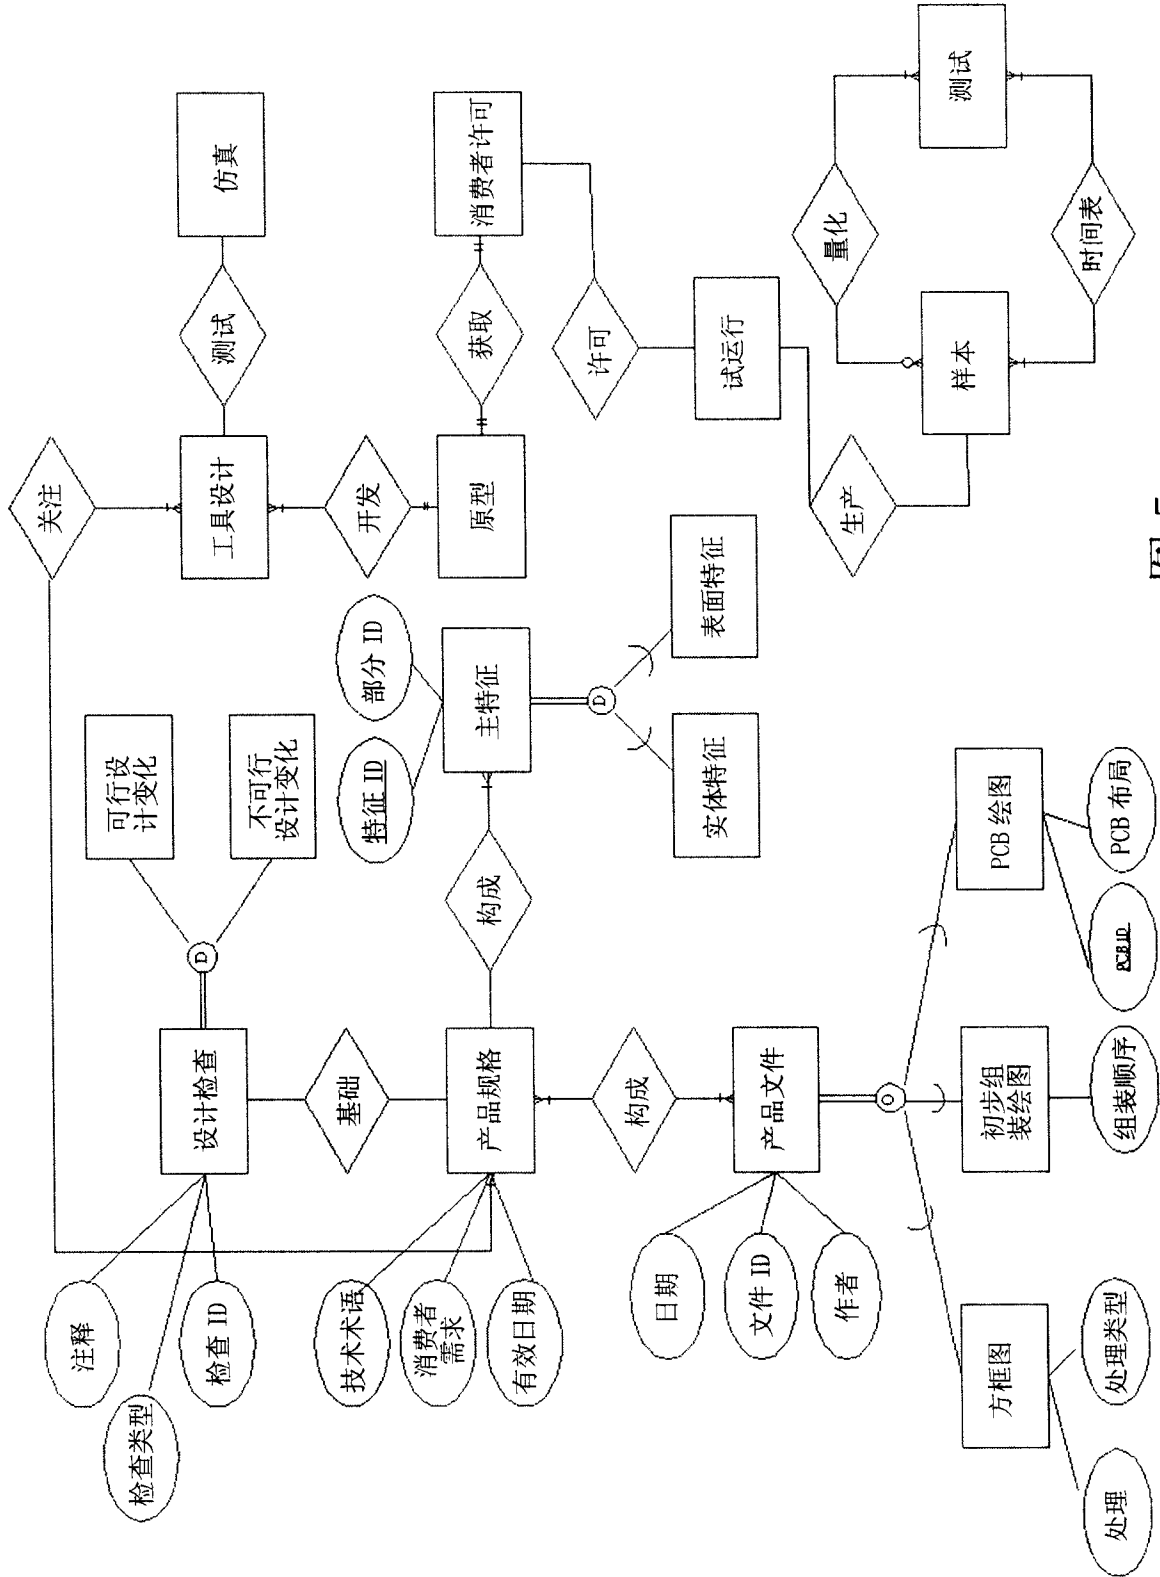 注释
关注
检查类型
可行设
计变化
检查 ID
设计检查
D
工具设计
测试
仿真
不可行
设计变化
技术术语
基础
特征 ID
部分 ID
开发
消费者
需求
有效日期
产品规格
构成
主特征
原型
获取
消费者许可
D
许可
日期
构成
实体特征
表面特征
试运行
文件 ID
产品文件
作者
生产
量化
O
样本
测试
方框图
初步组
装绘图
PCB 绘图
时间表
处理
处理类型
组装顺序
PCBID
PCB 布局